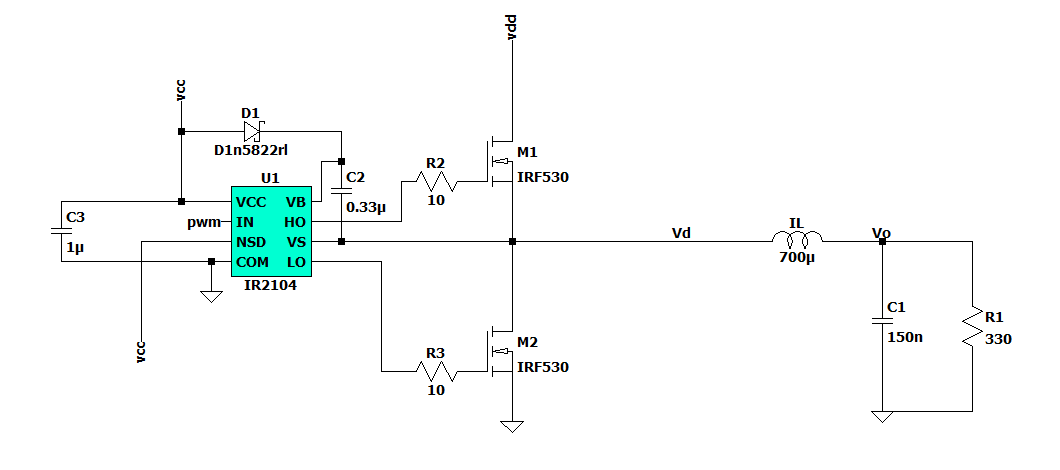 vdd
vcc
D1
D1n5822rl
U1
VCC VB
IN HO
NSD VS
COM LO
IR2104
pwm
C3
1µ
vcc
C2
0.33µ
R2
10
M1
IRF530
R3
10
M2
IRF530
Vd
IL
700µ
Vo
C1
150n
R1
330